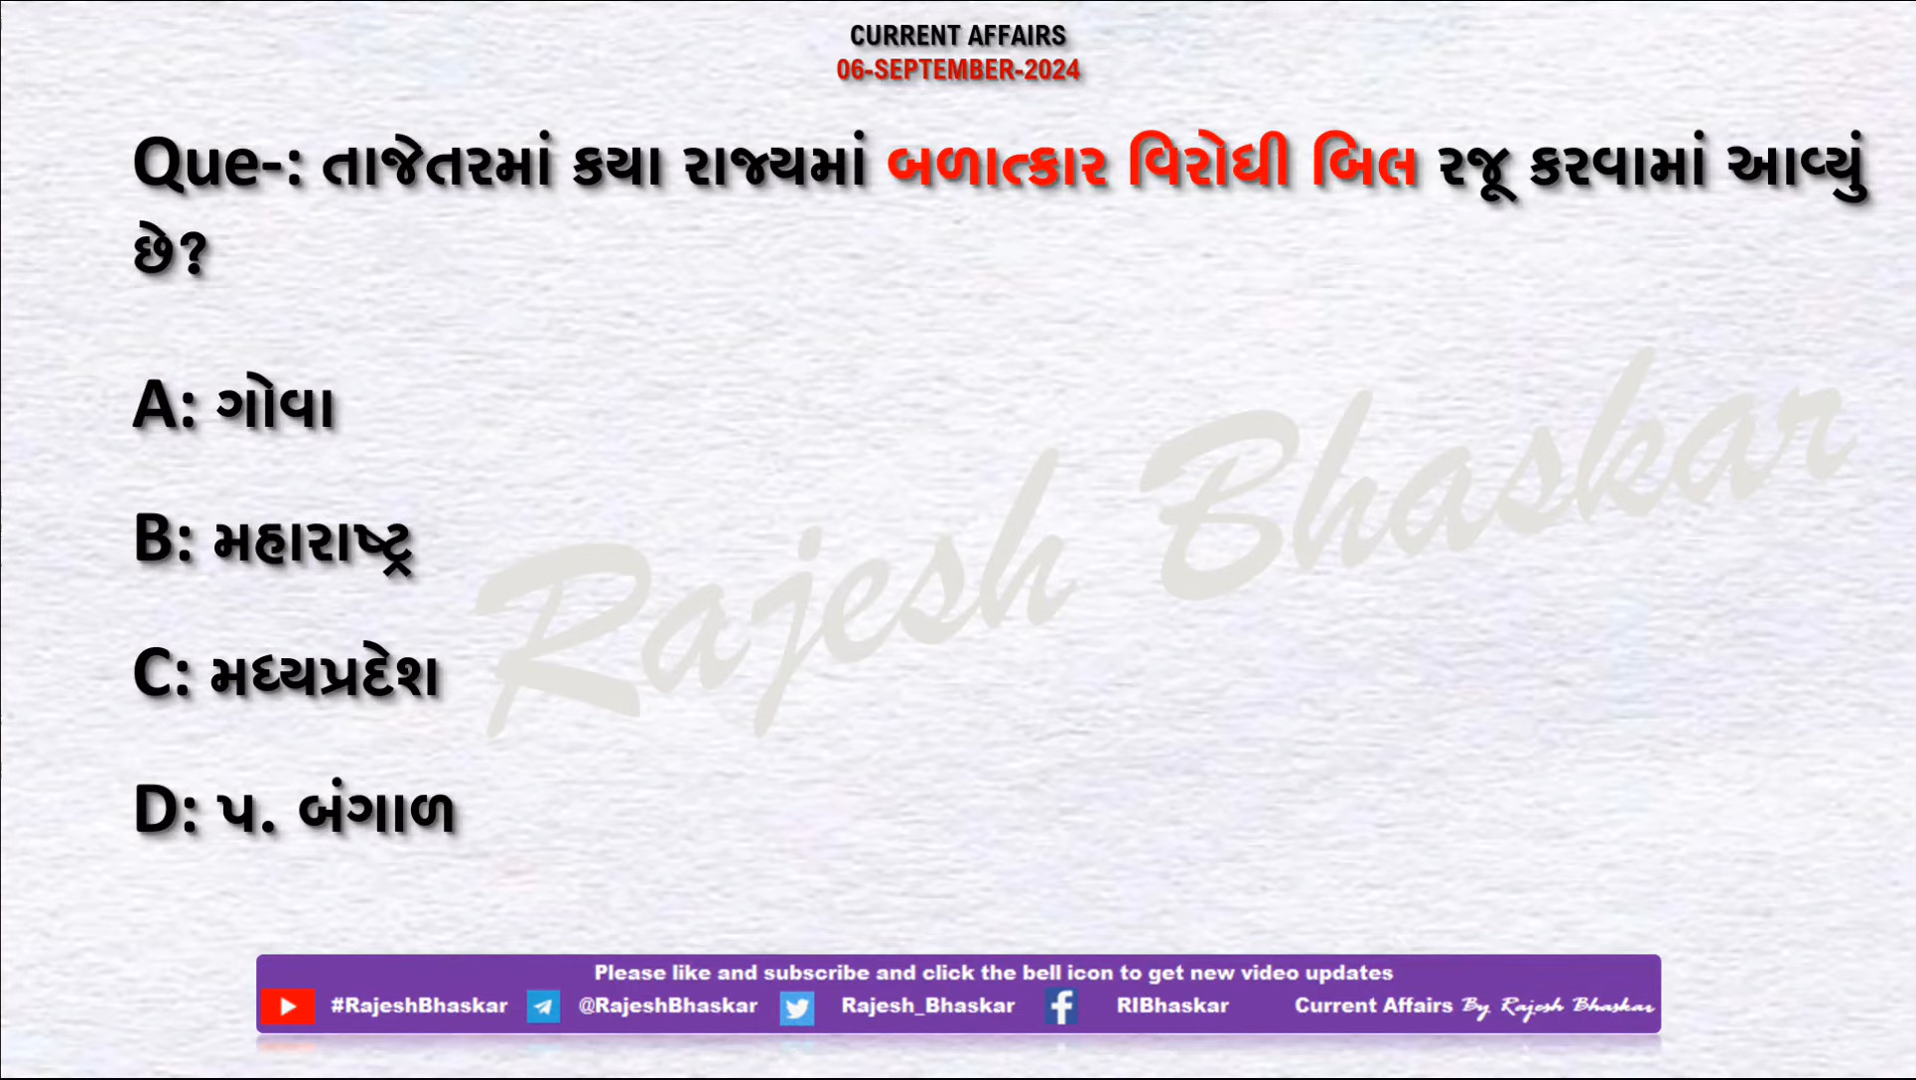 CURRENT AFFAIRS
06-SEPTEMBER-2024
Que-: તાજેતરમાં કયા રાજ્યમાં બળાત્કાર વિરોધી બિલ રજૂ કરવામાં આવ્યું
છે?
A: ગોવા
B: મહારાષ્ટ્ર
C: મધ્યપ્રદેશ
D: પ. બંગાળ
Rajesh Bhaskar
Please like and subscribe and click the bell icon to get new video updates
#RajeshBhaskar @RajeshBhaskar Rajesh_Bhaskar RIBhaskar Current Affairs By Rajesh Bhaskar